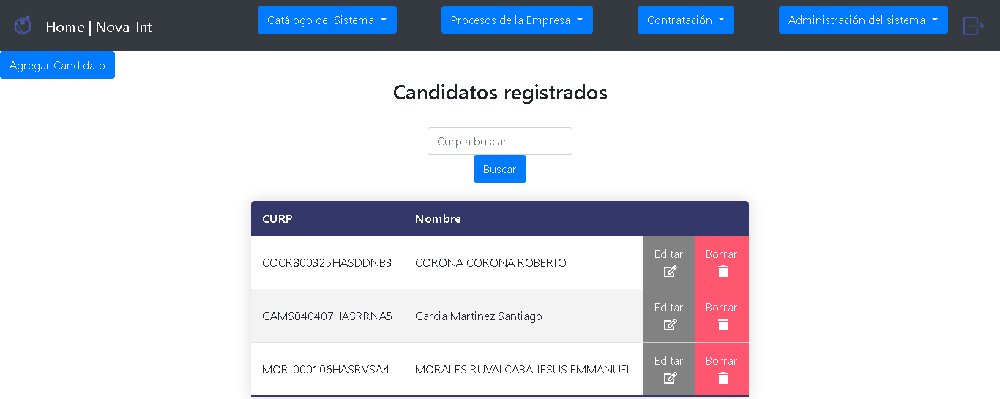 Home | Nova-Int Catálogo del Sistema Procesos de la Empresa Contratación Administración del sistema
Agregar Candidato
Candidatos registrados
Curp a buscar
Buscar
CURP Nombre
COCR800325HASDDNB3 CORONA CORONA ROBERTO Editar Borrar
GAMS040407HASRRNA5 Garcia Martinez Santiago Editar Borrar
MORJ000106HASRVSA4 MORALES RUVALCABA JESUS EMMANUEL Editar Borrar